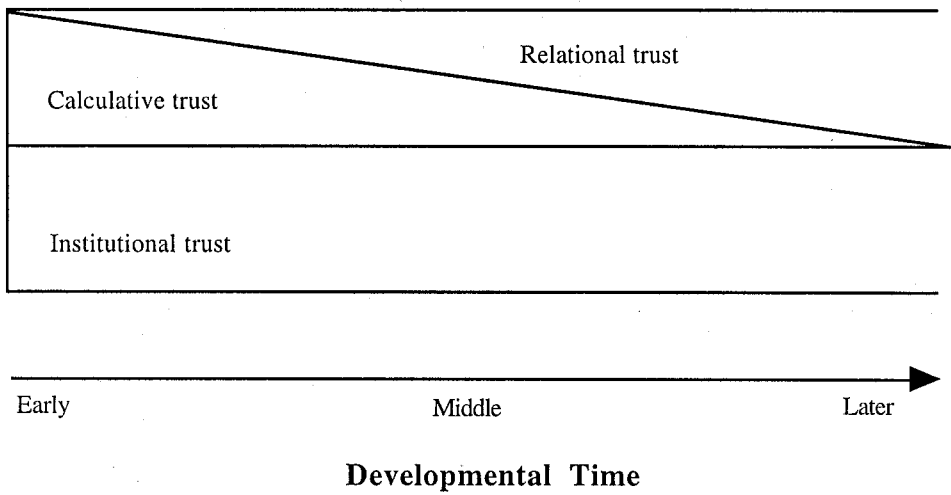 Relational trust
Calculative trust
Institutional trust
Early Middle Later
Developmental Time